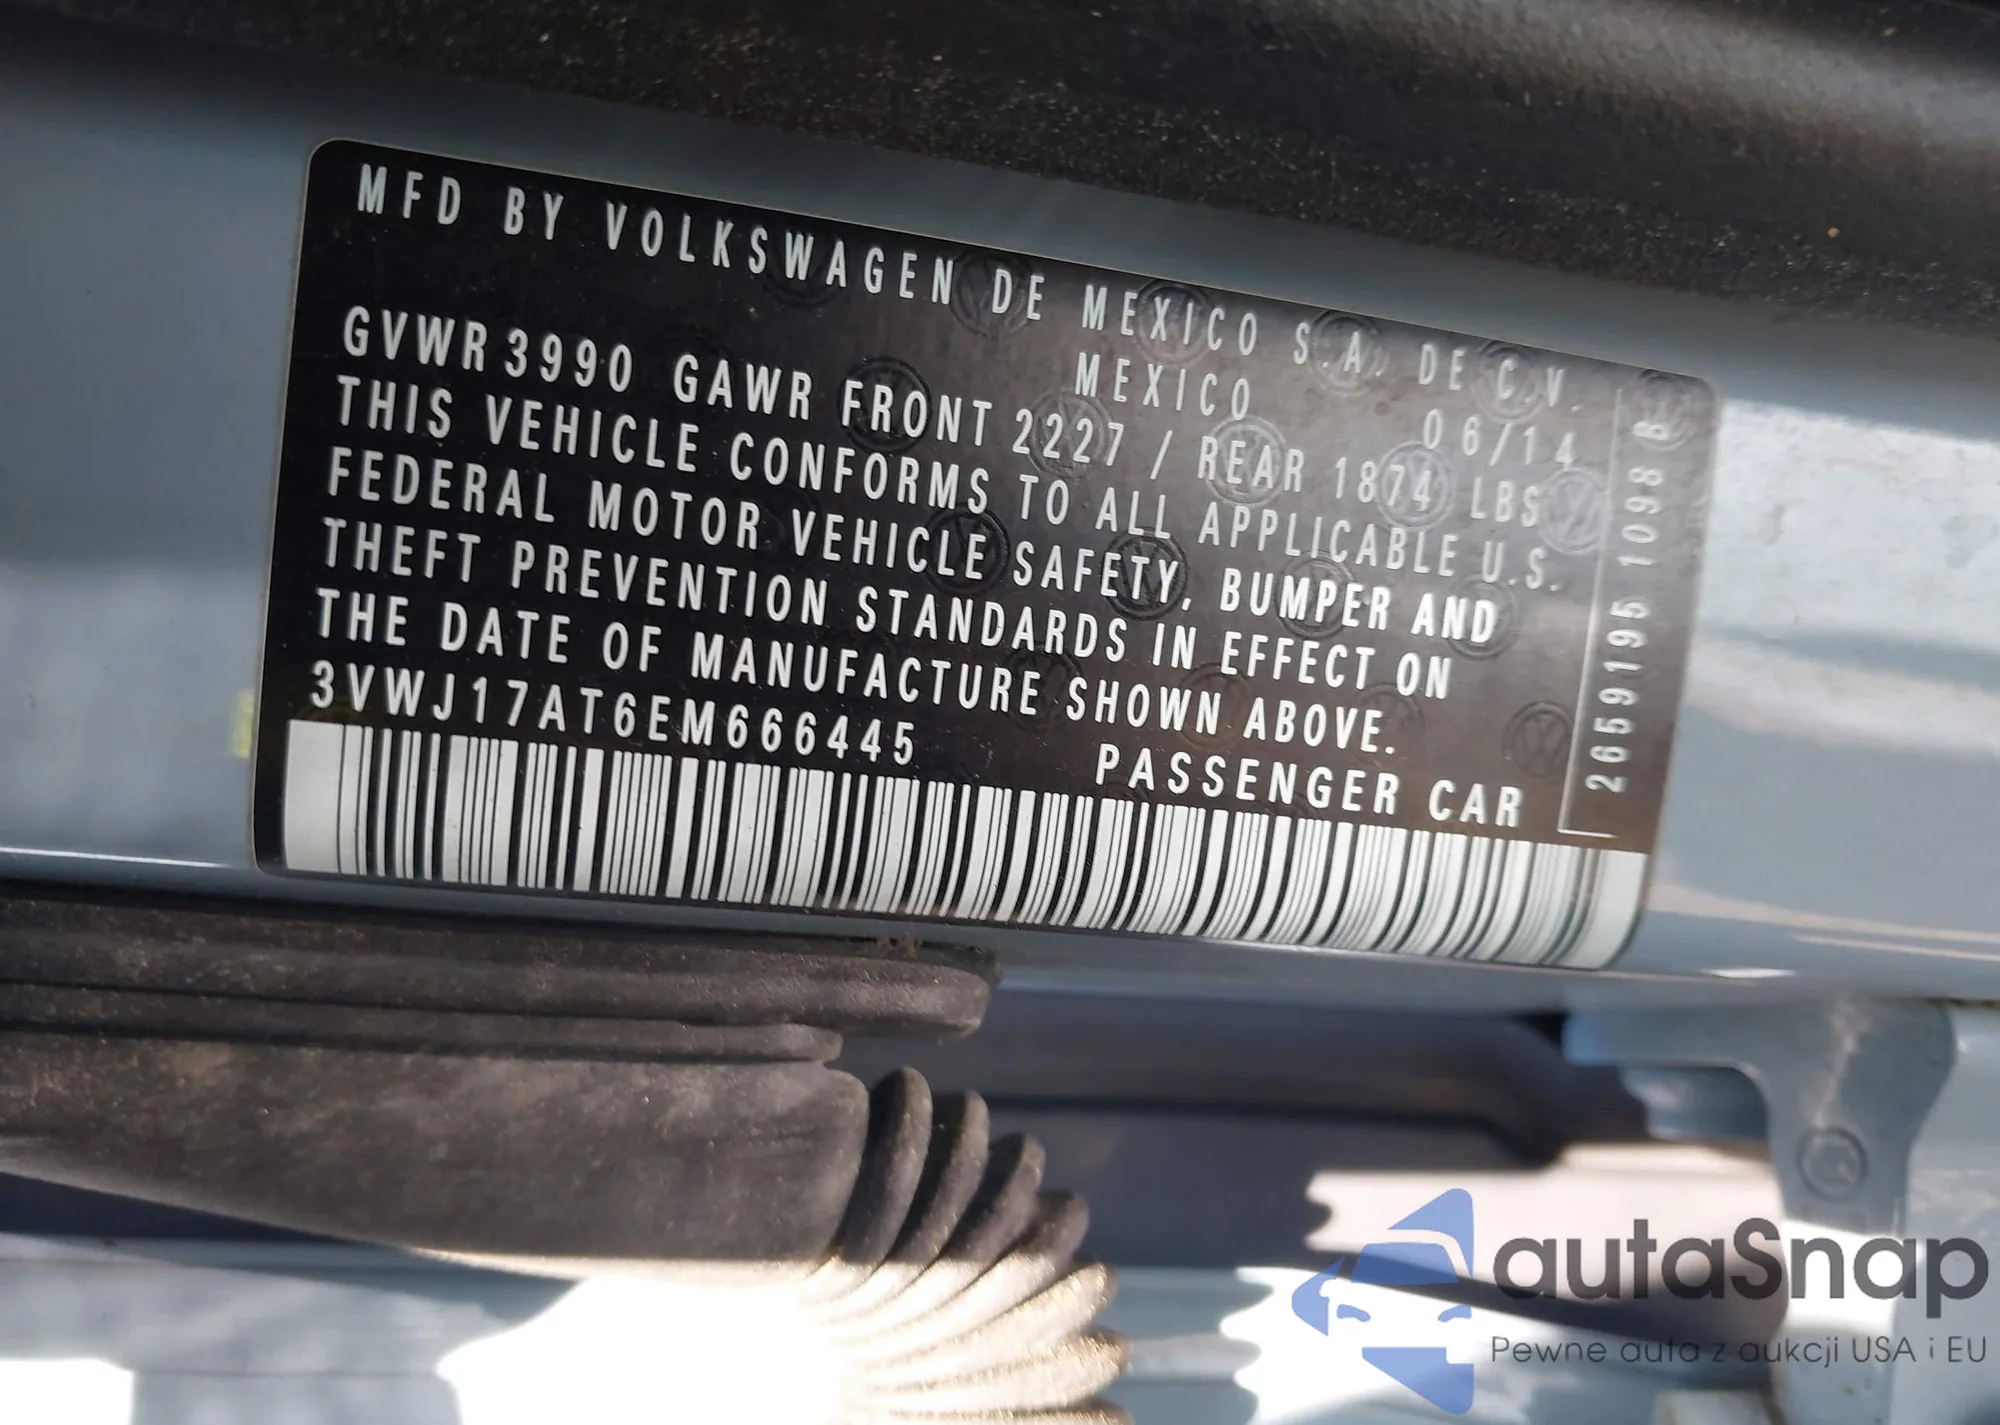 MFD BY VOLKSWAGEN DE MEXICO S.A. DE C.V.
MEXICO 06/14
GVWR 3990 GAWR FRONT 2227 / REAR 1874 LBS
THIS VEHICLE CONFORMS TO ALL APPLICABLE U.S.
FEDERAL MOTOR VEHICLE SAFETY, BUMPER AND
THEFT PREVENTION STANDARDS IN EFFECT ON
THE DATE OF MANUFACTURE SHOWN ABOVE.
3VWJ17AT6EM666445 PASSENGER CAR
2659195 1098 B
autaSnap
Pewne auta z aukcji USA i EU